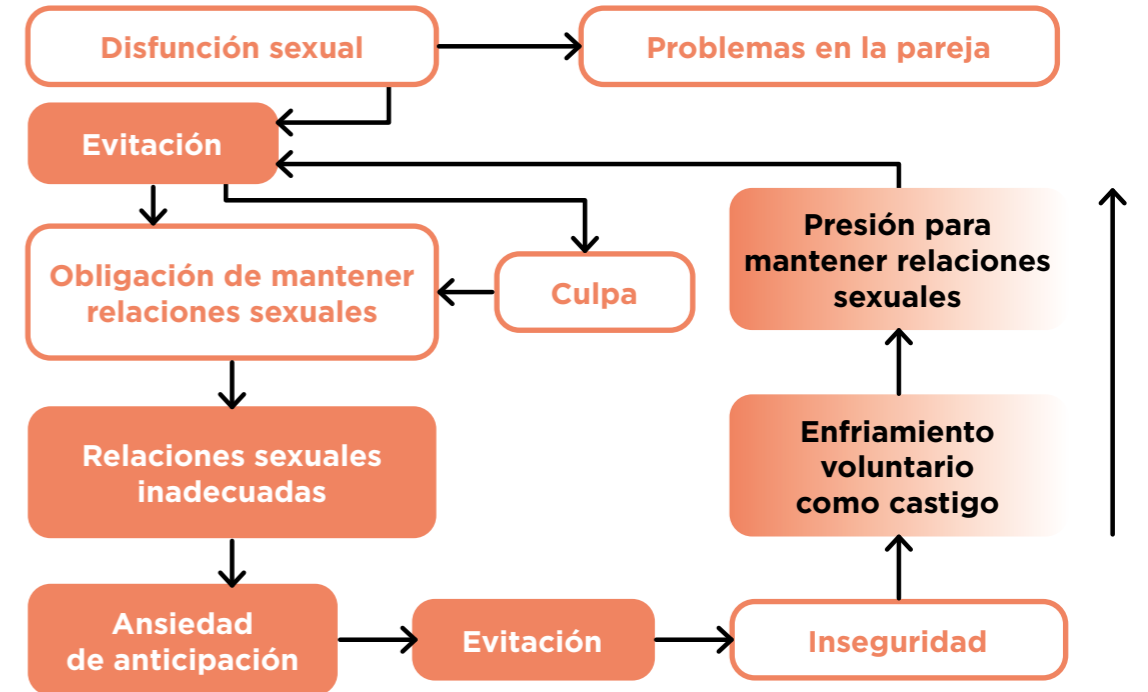 Disfunción sexual
Problemas en la pareja
Evitación
Obligación de mantener
relaciones sexuales
Culpa
Presión para
mantener relaciones
sexuales
Relaciones sexuales
inadecuadas
Enfriamiento
voluntario
como castigo
Ansiedad
de anticipación
Evitación
Inseguridad